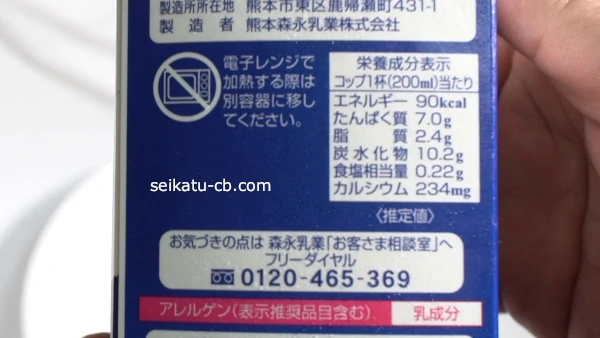 製造所所在地 熊本市東区鹿帰瀬町431-1
製造者 熊本森永乳業株式会社
電子レンジで
加熱する際は
別容器に移し
てください。
栄養成分表示
コップ1杯(200ml)当たり
エネルギー 90kcal
たんぱく質 7.0g
脂質 2.4g
炭水化物 10.2g
食塩相当量 0.22g
カルシウム 234mg
〈推定値〉
seikatu-cb.com
お気づきの点は 森永乳業「お客さま相談室」へ
フリーダイヤル
0120-465-369
アレルゲン(表示推奨品目含む) 乳成分